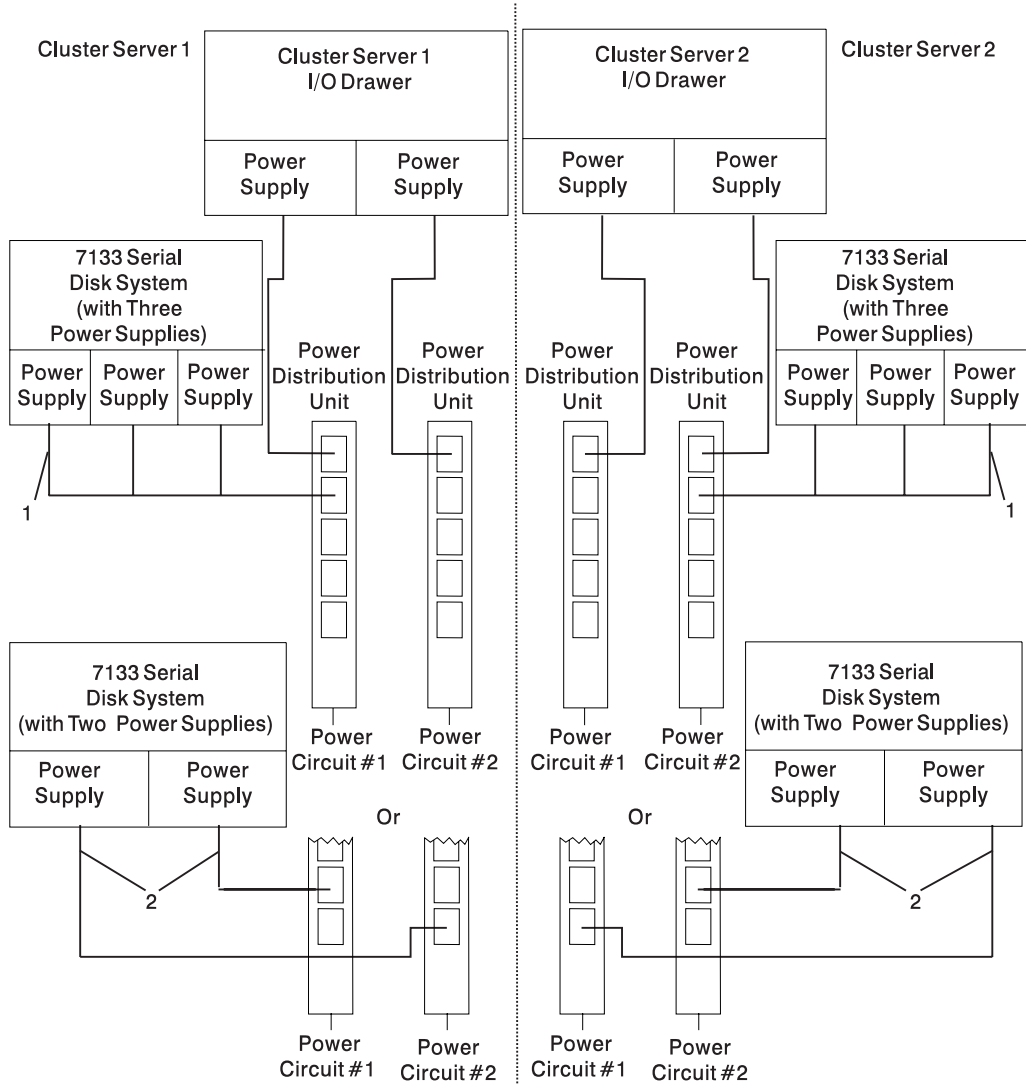 Cluster Server 1
Cluster Server 1
I/O Drawer
Power
Supply
Power
Supply
Cluster Server 2
I/O Drawer
Power
Supply
Power
Supply
Cluster Server 2
7133 Serial
Disk System
(with Three
Power Supplies)
Power
Supply
Power
Supply
Power
Supply
1
Power
Distribution
Unit
Power
Distribution
Unit
Power
Distribution
Unit
Power
Distribution
Unit
7133 Serial
Disk System
(with Three
Power Supplies)
Power
Supply
Power
Supply
Power
Supply
1
7133 Serial
Disk System
(with Two Power Supplies)
Power
Supply
Power
Supply
2
Power
Circuit #1
Power
Circuit #2
Or
Power
Circuit #1
Power
Circuit #2
Or
7133 Serial
Disk System
(with Two Power Supplies)
Power
Supply
Power
Supply
2
Power
Circuit #1
Power
Circuit #2
Power
Circuit #1
Power
Circuit #2